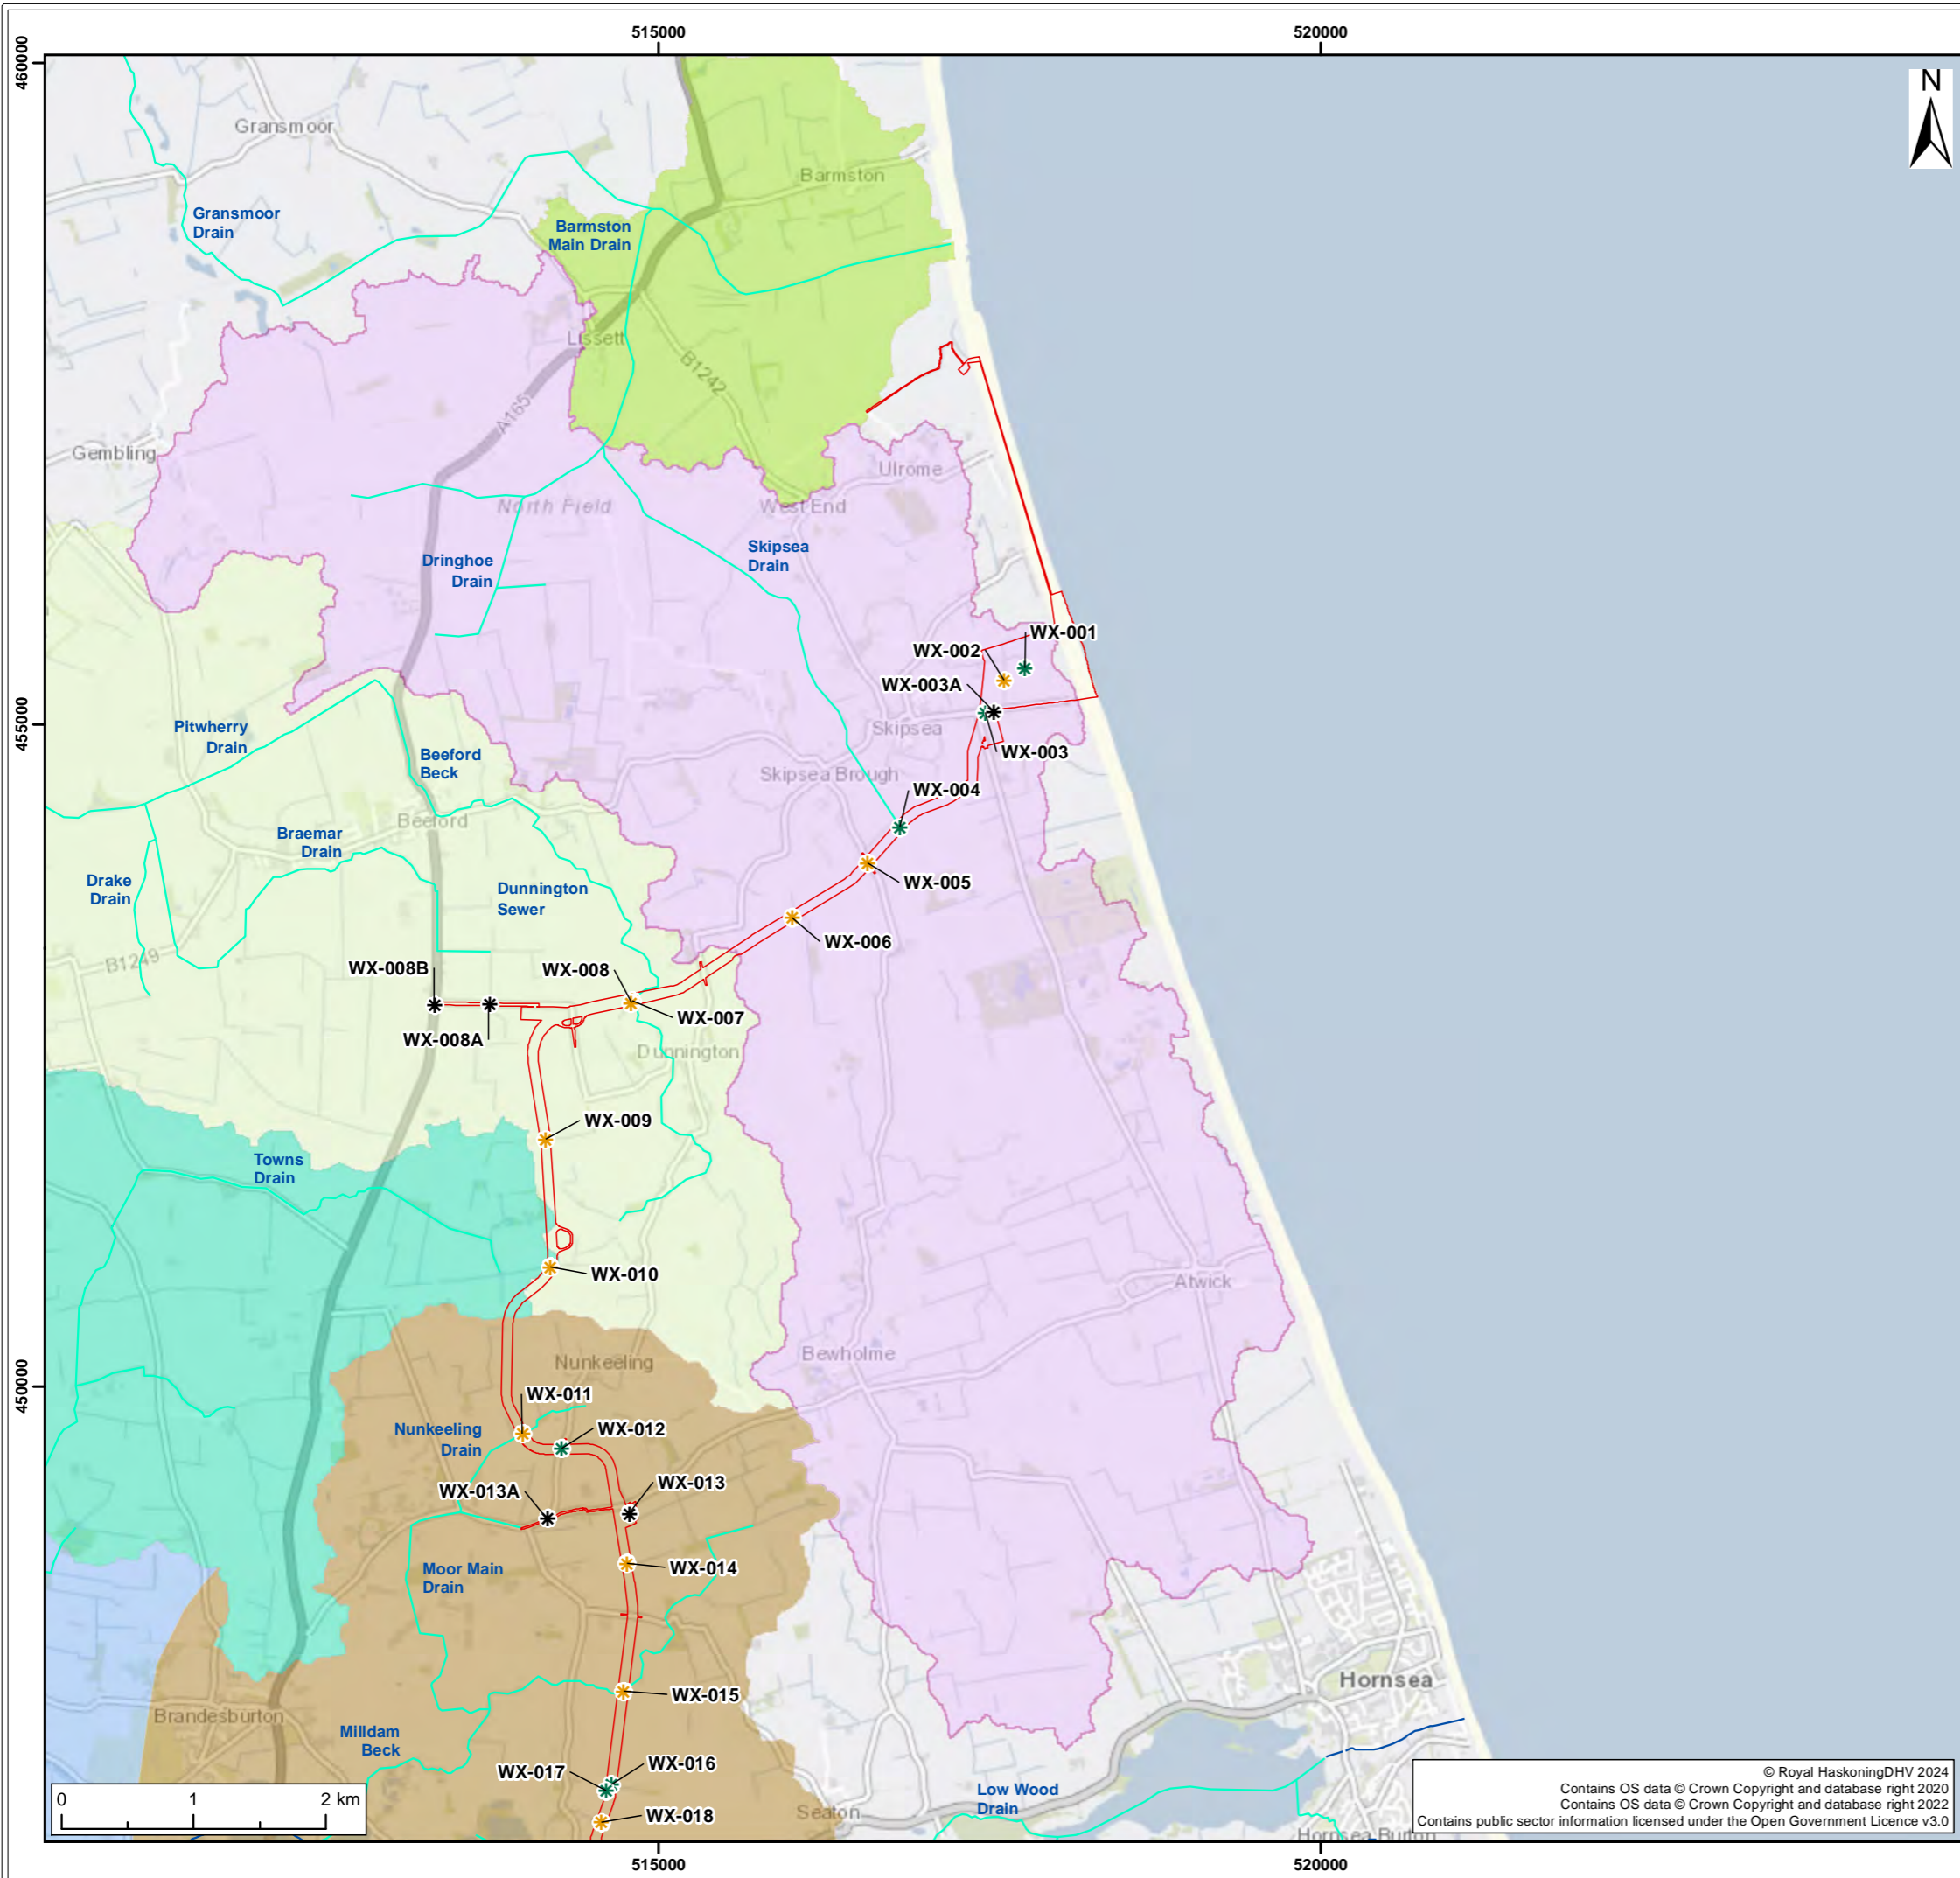 515000
520000
460000
N
Gransmoor
Barmston
Gransmoor
Drain
Barmston
Main Drain
Lissett
B1242
A165
Gembling
Ulrome
North Field
West End
Skipsea
Drain
Dringhoe
Drain
WX-001
WX-002
WX-003A
455000
Pitwherry
Drain
Skipsea
Beeford
Beck
WX-003
Skipsea Brough
WX-004
Beeford
Braemar
Drain
Drake
Drain
Dunnington
Sewer
WX-005
WX-006
B1249
WX-008B
WX-008
WX-007
WX-008A
Dunnington
WX-009
Towns
Drain
WX-010
Atwick
Bewholme
Nunkeeling
450000
WX-011
Nunkeeling
Drain
WX-012
WX-013A
WX-013
Moor Main
Drain
WX-014
Hornsea
WX-015
Brandesburton
Milldam
Beck
WX-017
WX-016
Low Wood
Drain
WX-018
Seaton
Hornsea Burton
0 1 2 km
© Royal HaskoningDHV 2024
Contains OS data © Crown Copyright and database right 2020
Contains OS data © Crown Copyright and database right 2022
Contains public sector information licensed under the Open Government Licence v3.0
515000
520000